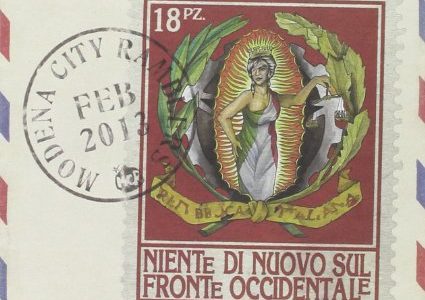 18 PZ.
MODENA CITY RAMBLERS
FEB
2013
NIENTE DI NUOVO SUL
FRONTE OCCIDENTALE